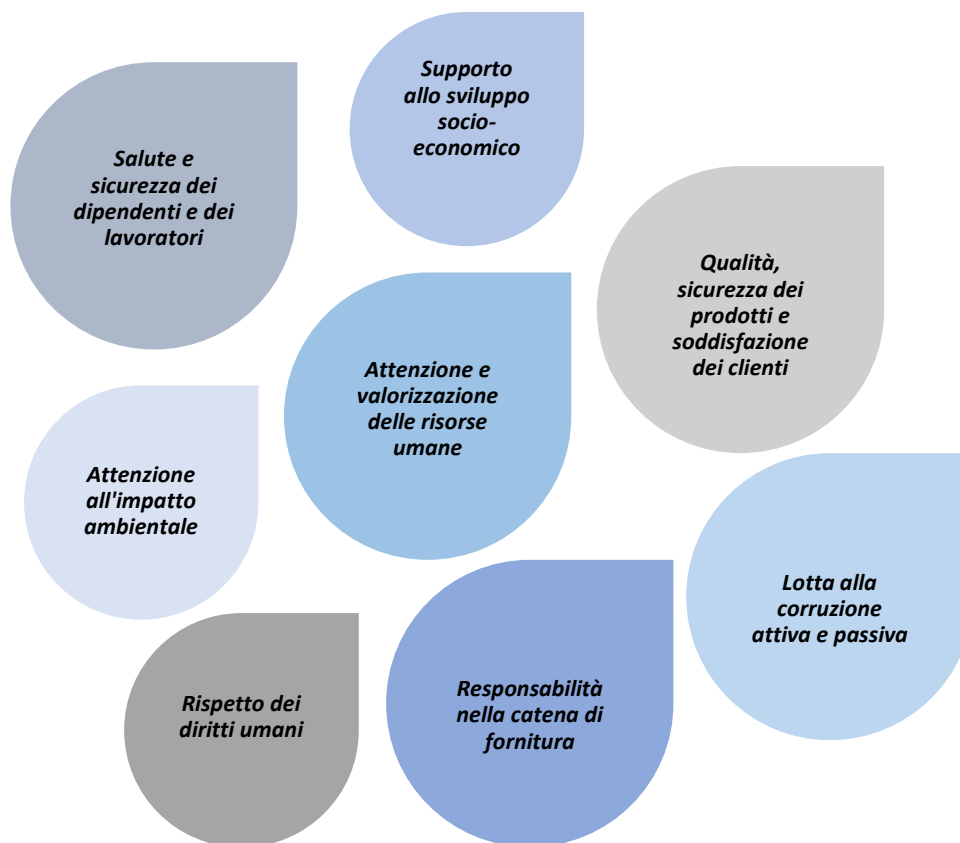 Supporto
allo sviluppo
socio-
economico
Salute e
sicurezza dei
dipendenti e dei
lavoratori
Qualità,
sicurezza dei
prodotti e
soddisfazione
dei clienti
Attenzione e
valorizzazione
delle risorse
umane
Attenzione
all'impatto
ambientale
Lotta alla
corruzione
attiva e passiva
Rispetto dei
diritti umani
Responsabilità
nella catena di
fornitura